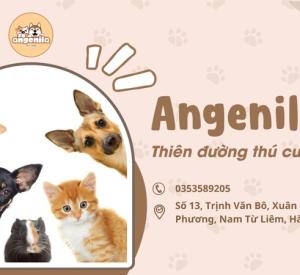 angenila
Angenil
Thiên đường thú cư
0353589205
Số 13, Trịnh Văn Bô, Xuân
Phương, Nam Từ Liêm, Hà